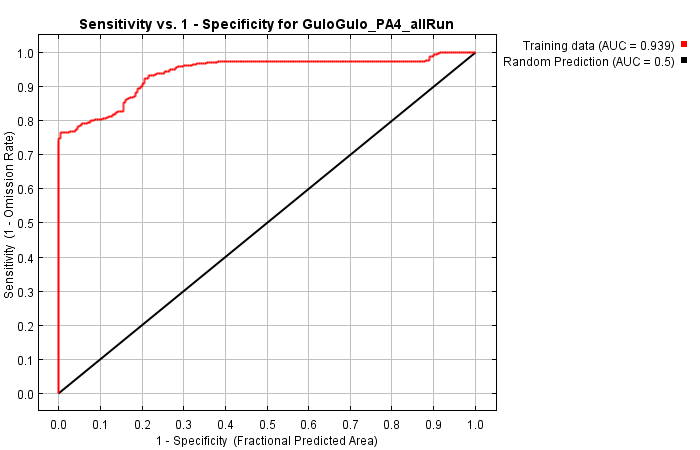 Sensitivity vs. 1 - Specificity for GuloGulo_PA4_allRun
Training data (AUC = 0.939)
Random Prediction (AUC = 0.5)
Sensitivity (1 - Omission Rate)
1.0
0.9
0.8
0.7
0.6
0.5
0.4
0.3
0.2
0.1
0.0
0.0 0.1 0.2 0.3 0.4 0.5 0.6 0.7 0.8 0.9 1.0
1 - Specificity (Fractional Predicted Area)